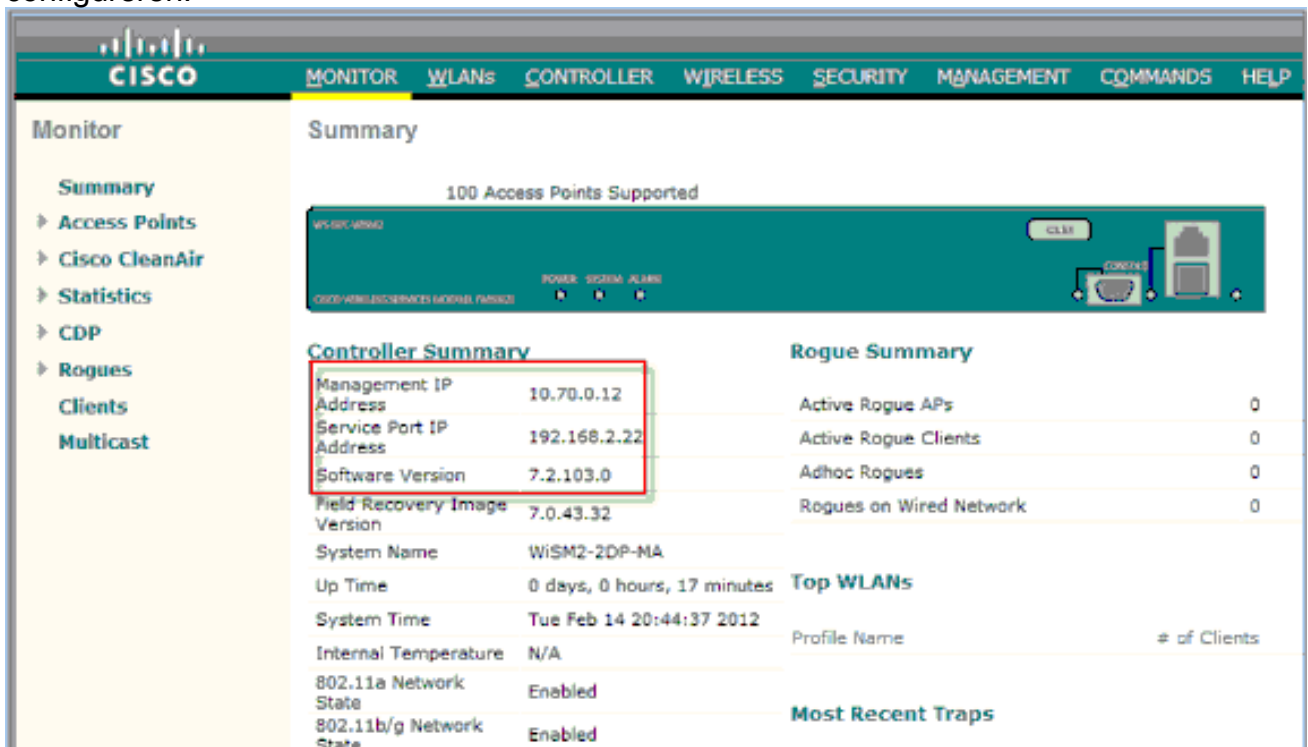 CISCO
MONITOR WLANs CONTROLLER WIRELESS SECURITY MANAGEMENT COMMANDS HELP
Monitor
Summary
Access Points
Cisco CleanAir
Statistics
CDP
Rogues
Clients
Multicast
Summary
100 Access Points Supported
POWER SYSTEM ALARM
CONSOLE
Controller Summary
Management IP Address 10.70.0.12
Service Port IP Address 192.168.2.22
Software Version 7.2.103.0
Field Recovery Image Version 7.0.43.32
System Name WiSM2-2DP-MA
Up Time 0 days, 0 hours, 17 minutes
System Time Tue Feb 14 20:44:37 2012
Internal Temperature N/A
802.11a Network State Enabled
802.11b/g Network State Enabled
Rogue Summary
Active Rogue APs 0
Active Rogue Clients 0
Adhoc Rogues 0
Rogues on Wired Network 0
Top WLANs
Profile Name # of Clients
Most Recent Traps